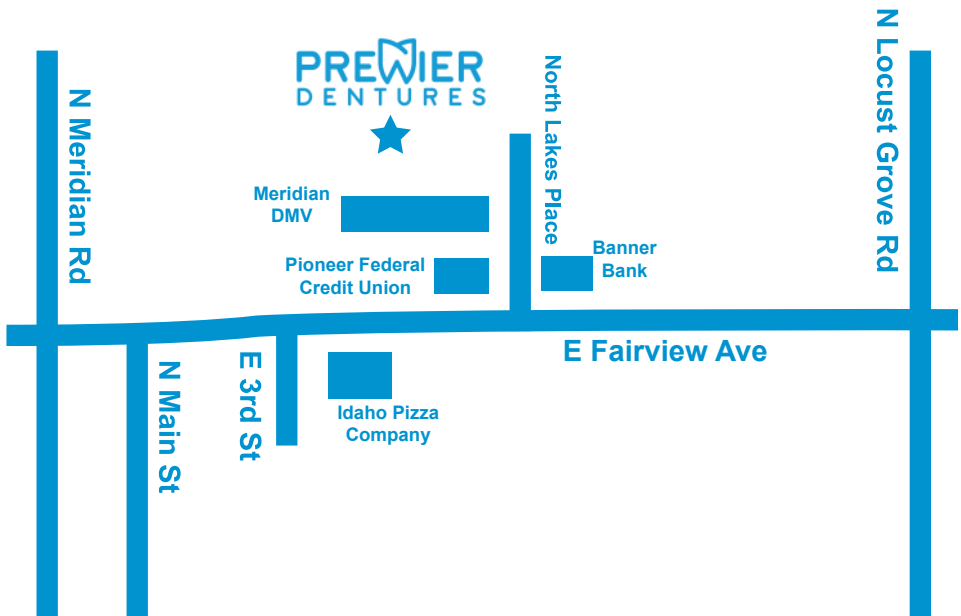 N Locust Grove Rd
PREMIER
DENTURES
North Lakes Place
N Meridian Rd
Meridian
DMV
Banner
Bank
Pioneer Federal
Credit Union
E Fairview Ave
E 3rd St
N Main St
Idaho Pizza
Company